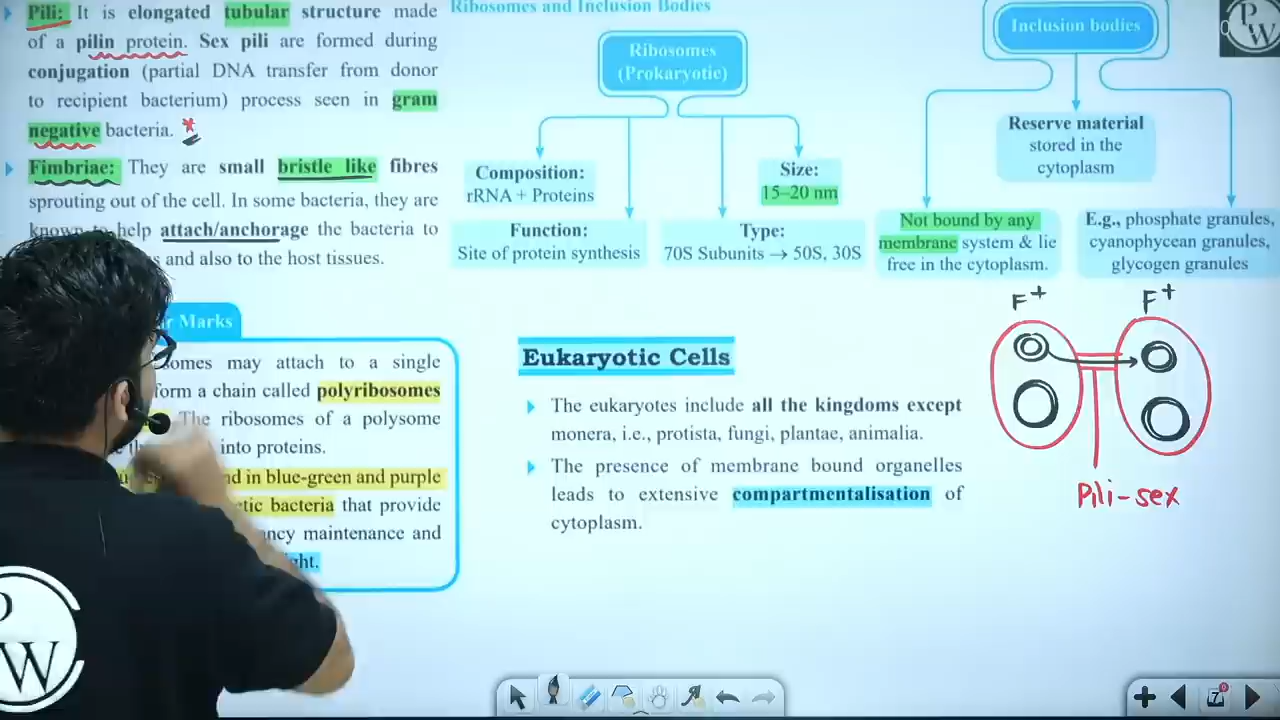 Pili: It is elongated tubular structure made
of a pilin protein. Sex pili are formed during
conjugation (partial DNA transfer from donor
to recipient bacterium) process seen in gram
negative bacteria.
Fimbriae: They are small bristle like fibres
sprouting out of the cell. In some bacteria, they are
known to help attach/anchorage the bacteria to
and also to the host tissues.
Marks
may attach to a single
form a chain called polyribosomes
The ribosomes of a polysome
into proteins.
in blue-green and purple
bacteria that provide
maintenance and
Ribosomes and Inclusion Bodies
Ribosomes
(Prokaryotic)
Composition:
rRNA + Proteins
Function:
Site of protein synthesis
Type:
70S Subunits → 50S, 30S
Size:
15–20 nm
Inclusion bodies
Reserve material
stored in the
cytoplasm
Not bound by any
membrane system & lie
free in the cytoplasm.
E.g., phosphate granules,
cyanophycean granules,
glycogen granules
Eukaryotic Cells
The eukaryotes include all the kingdoms except
monera, i.e., protista, fungi, plantae, animalia.
The presence of membrane bound organelles
leads to extensive compartmentalisation of
cytoplasm.
F+ F+
Pili-sex
PW
PW
7